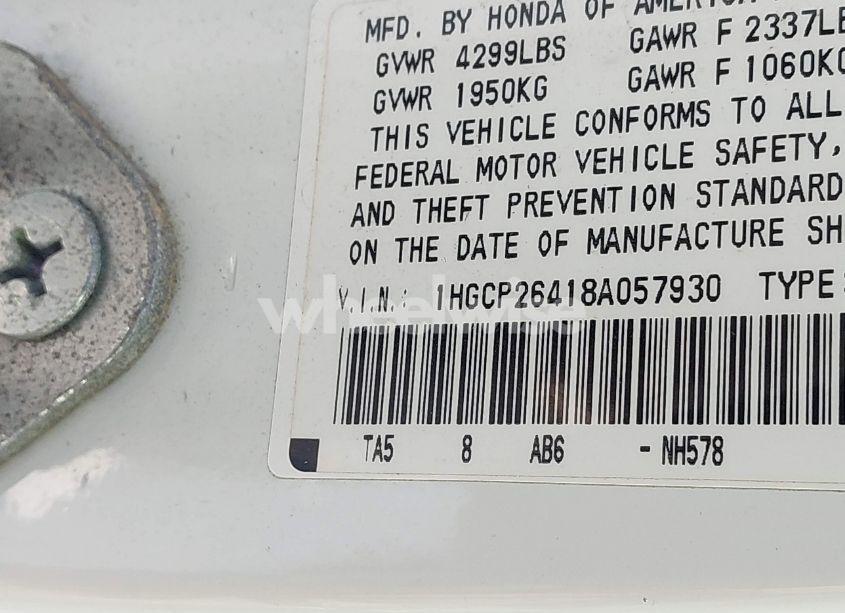 MFD. BY HONDA OF
GVWR 4299LBS GAWR F 2337LB
GVWR 1950KG GAWR F 1060KG
THIS VEHICLE CONFORMS TO ALL
FEDERAL MOTOR VEHICLE SAFETY,
AND THEFT PREVENTION STANDARD
ON THE DATE OF MANUFACTURE SH
V.I.N.: 1HGCP26418A057930 TYPE
wheelwise
TA5 8 AB6 - NH578